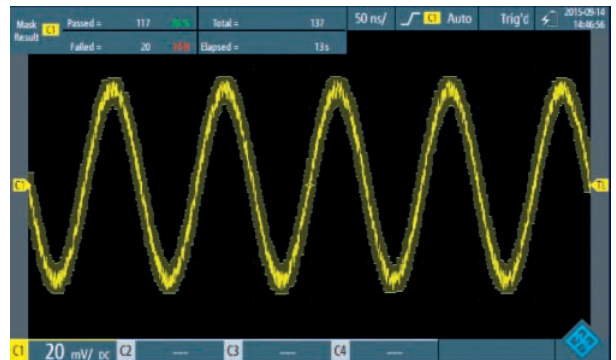 Mask Result C1 Passed = 117 Total = 137 50 ns/ C1 Auto Trig'd 2015-09-14
Failed = 20 Elapsed = 13 s 14:46:56
C1 TL
C1 20 mV/ DC C2 --- C3 --- C4 ---